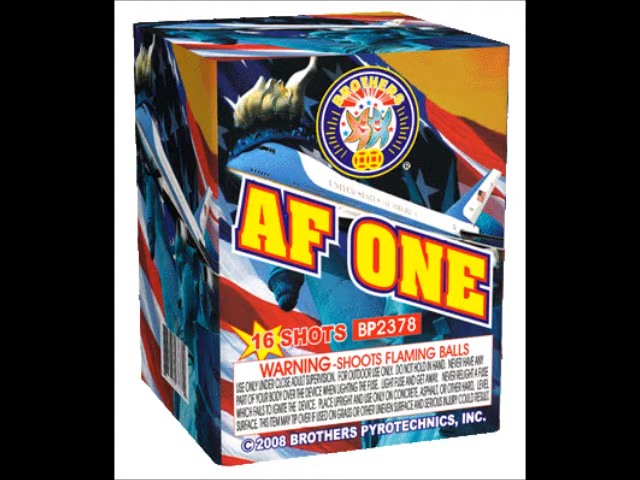 BROTHERS
®
UNITED STATES OF AMERICA
AF ONE
16 SHOTS BP2378
WARNING-SHOOTS FLAMING BALLS
USE ONLY UNDER CLOSE ADULT SUPERVISION. FOR OUTDOOR USE ONLY. DO NOT HOLD IN HAND. NEVER HAVE ANY
PART OF YOUR BODY OVER THE DEVICE WHEN LIGHTING THE FUSE. LIGHT FUSE AND GET AWAY. NEVER RELIGHT A FUSE
WHICH FAILS TO IGNITE THE DEVICE. PLACE UPRIGHT AND USE ONLY ON CONCRETE, ASPHALT, OR OTHER HARD, LEVEL
SURFACE. THIS ITEM MAY TIP OVER IF USED ON GRASS OR OTHER UNEVEN SURFACE AND SERIOUS INJURY COULD RESULT.
© 2008 BROTHERS PYROTECHNICS, INC.